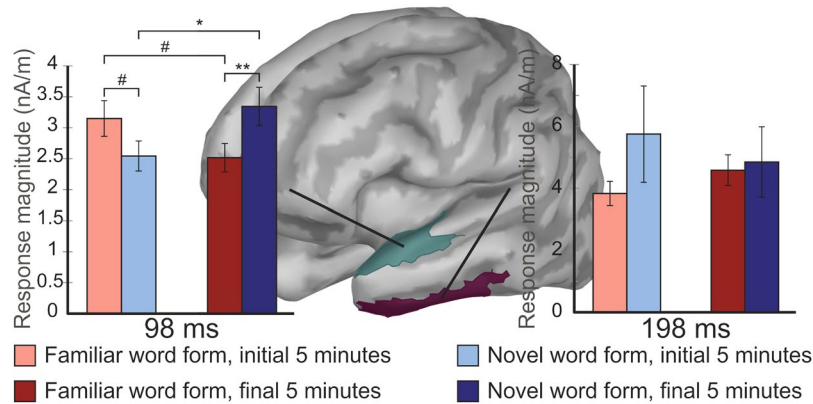 *
#
#
**
Response magnitude (nA/m)
4
3.5
3
2.5
2
1.5
1
0.5
0
98 ms
Response magnitude (nA/m)
8
6
4
2
0
198 ms
Familiar word form, initial 5 minutes
Novel word form, initial 5 minutes
Familiar word form, final 5 minutes
Novel word form, final 5 minutes